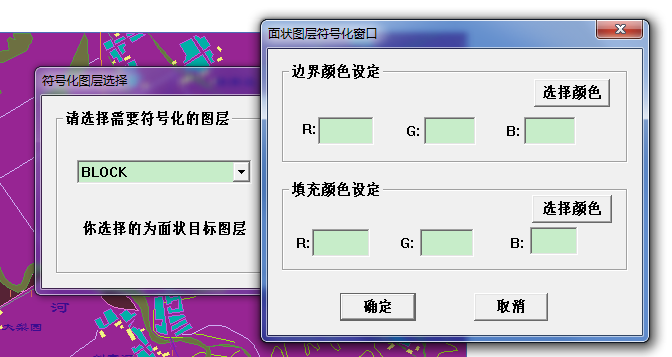 符号化图层选择
请选择需要符号化的图层
BLOCK
你选择的为面状目标图层
面状图层符号化窗口
边界颜色设定
选择颜色
R: G: B:
填充颜色设定
选择颜色
R: G: B:
确定 取消
河
大梨园